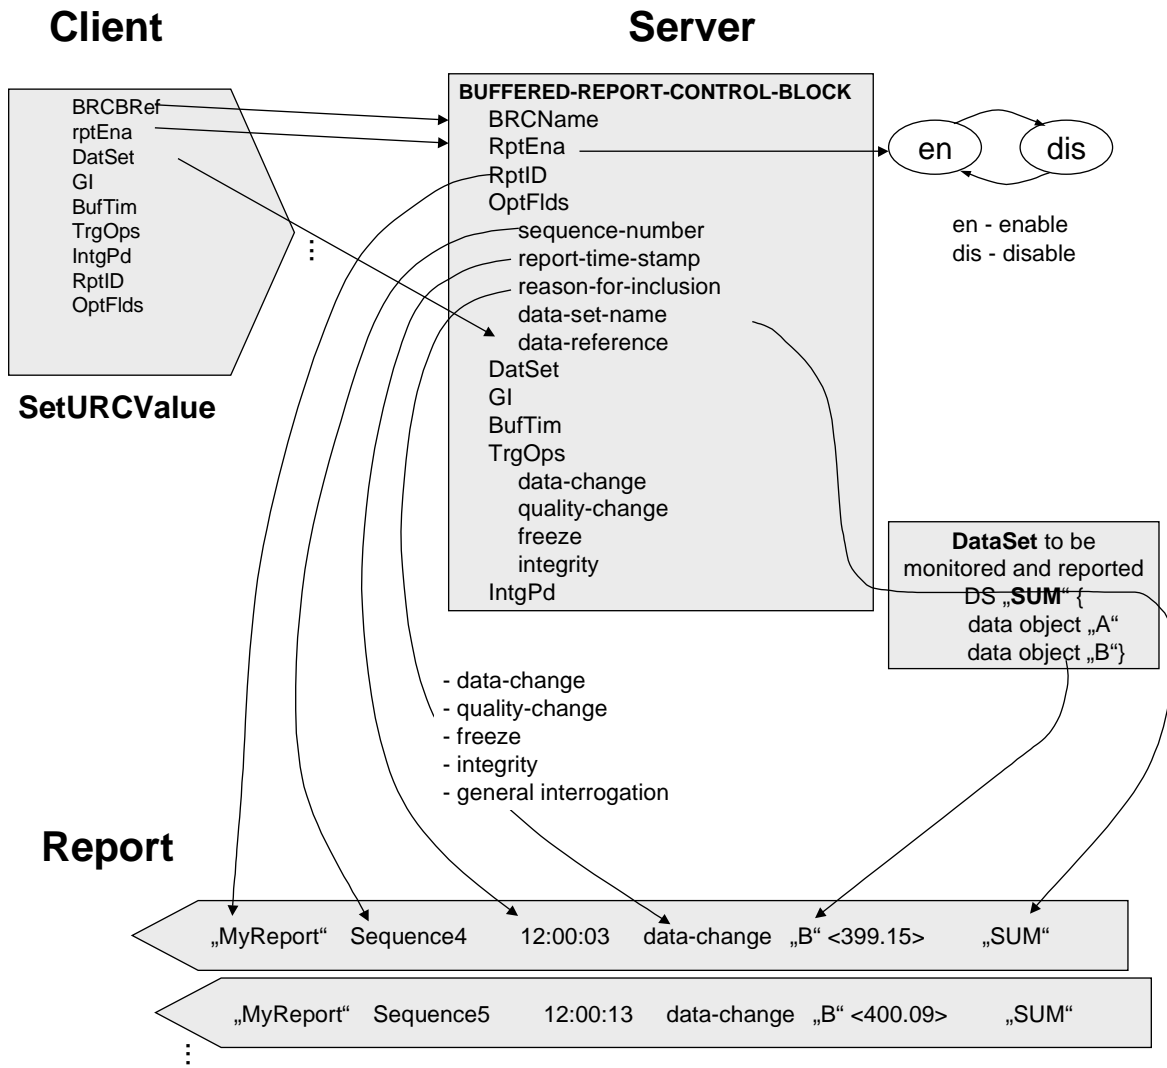 Client
Server
BRCBRef
rptEna
DatSet
GI
BufTim
TrgOps
IntgPd
RptID
OptFlds
...
SetURCValue
BUFFERED-REPORT-CONTROL-BLOCK
BRCName
RptEna
RptID
OptFlds
sequence-number
report-time-stamp
reason-for-inclusion
data-set-name
data-reference
DatSet
GI
BufTim
TrgOps
data-change
quality-change
freeze
integrity
IntgPd
en
dis
en - enable
dis - disable
DataSet to be
monitored and reported
DS „SUM“ {
data object „A“
data object „B“}
- data-change
- quality-change
- freeze
- integrity
- general interrogation
Report
„MyReport“ Sequence4 12:00:03 data-change „B“ <399.15> „SUM“
„MyReport“ Sequence5 12:00:13 data-change „B“ <400.09> „SUM“
...